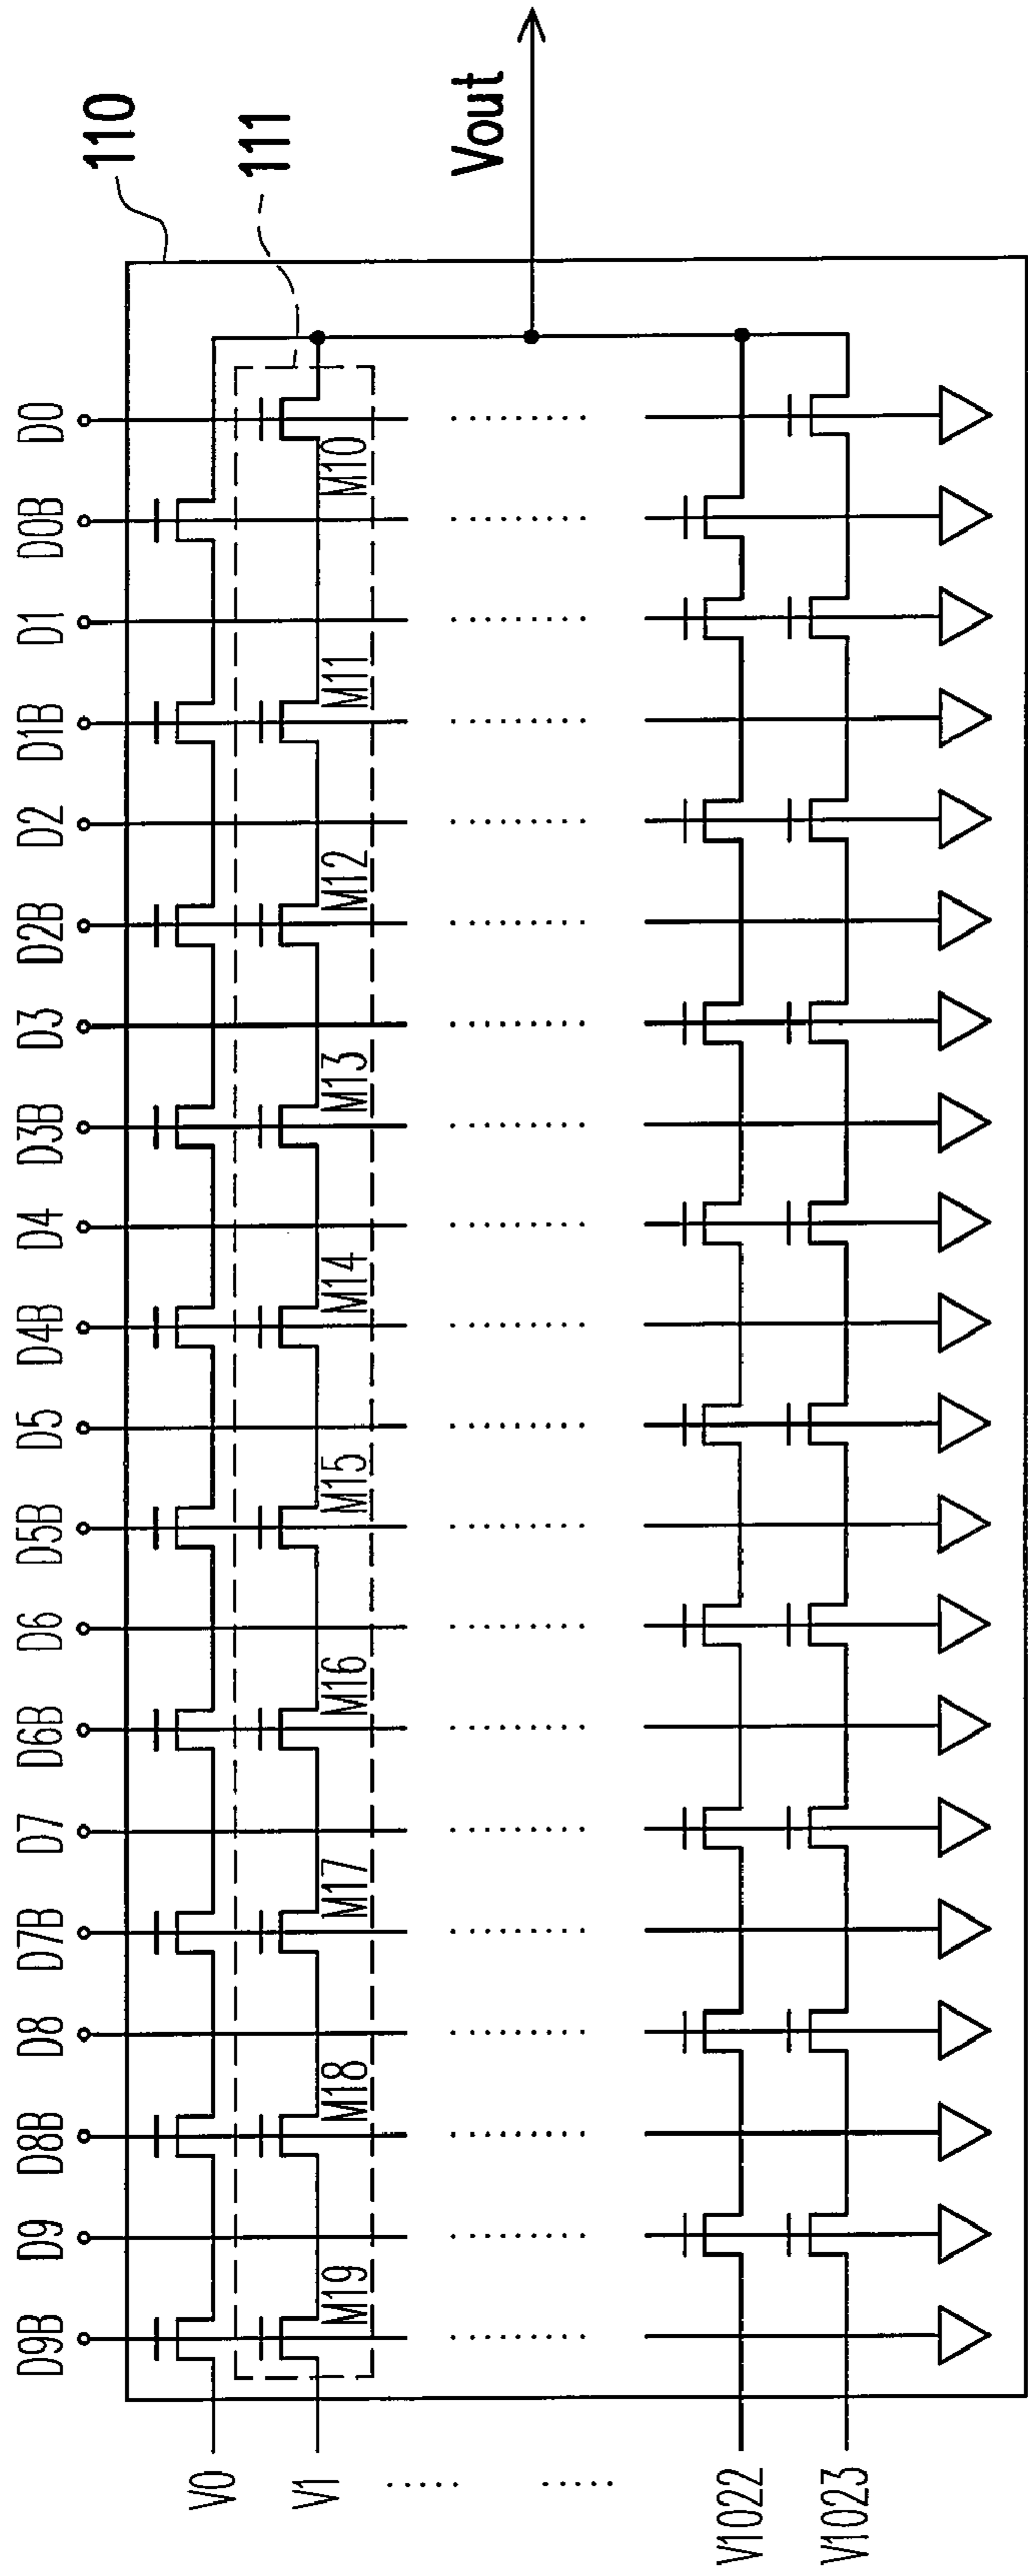 D9B D9 D8B D8 D7B D7 D6B D6 D5B D5 D4B D4 D3B D3 D2B D2 D1B D1 D0B D0
110
111
V0
V1
M19 M18 M17 M16 M15 M14 M13 M12 M11 M10
Vout
V1022
V1023